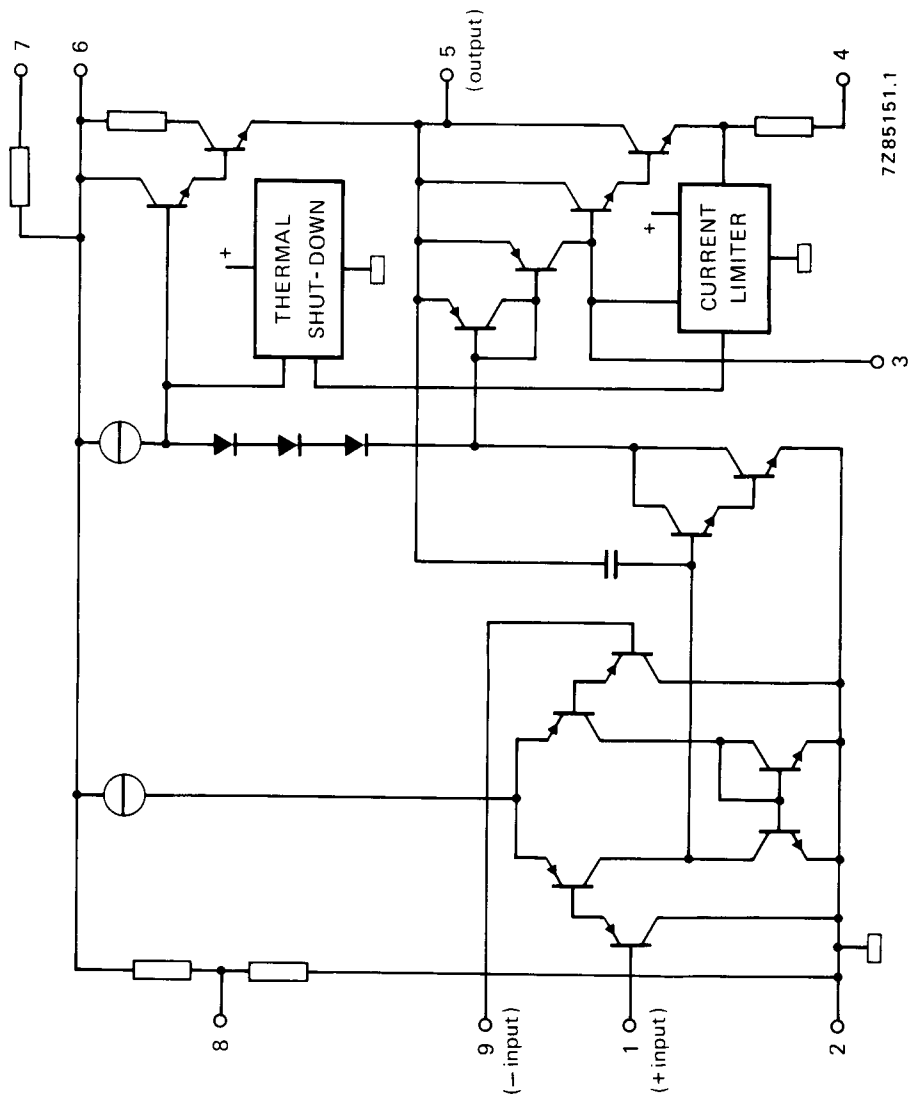 7
6
5
(output)
4
7Z85151.1
+
THERMAL
SHUT-DOWN
+
CURRENT
LIMITER
3
8
9
(– input)
1
(+ input)
2